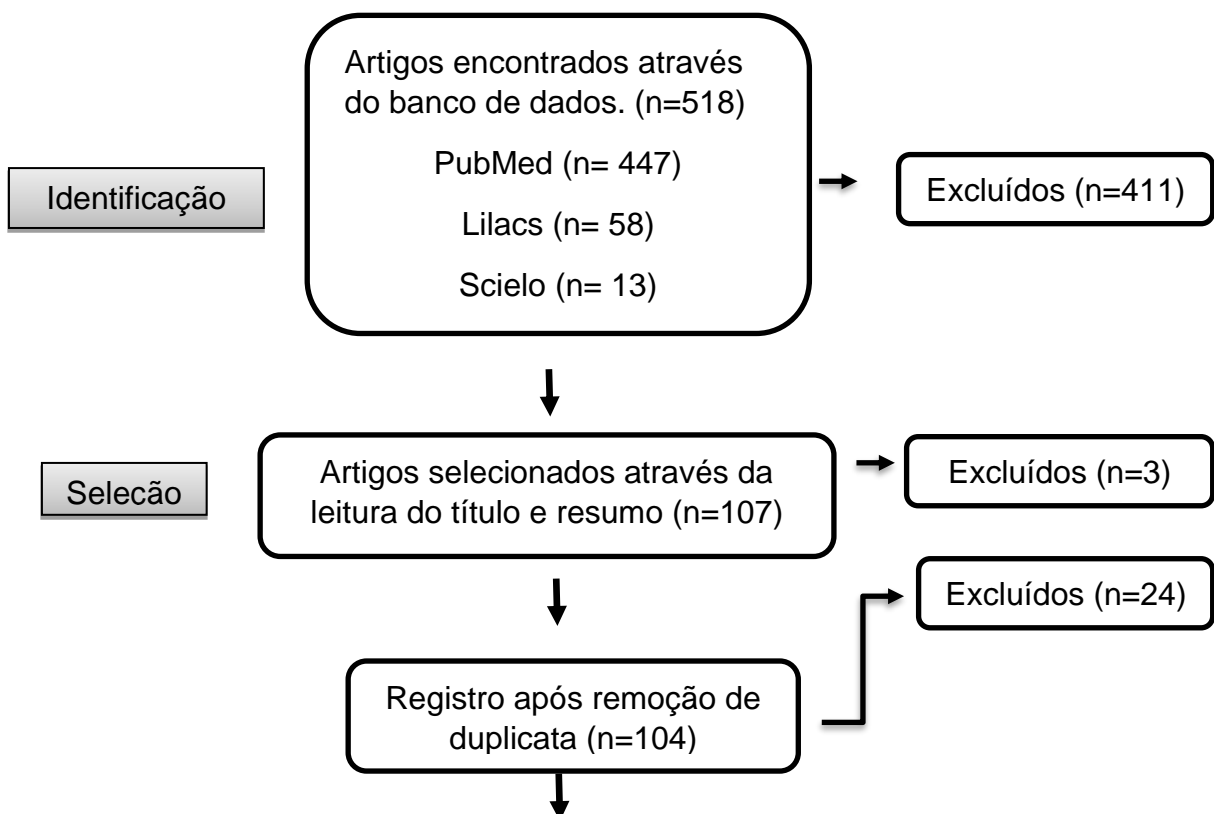 Artigos encontrados através
do banco de dados. (n=518)
PubMed (n= 447)
Lilacs (n= 58)
Scielo (n= 13)
Identificação
Excluídos (n=411)
Artigos selecionados através da
leitura do título e resumo (n=107)
Selecão
Excluídos (n=3)
Excluídos (n=24)
Registro após remoção de
duplicata (n=104)